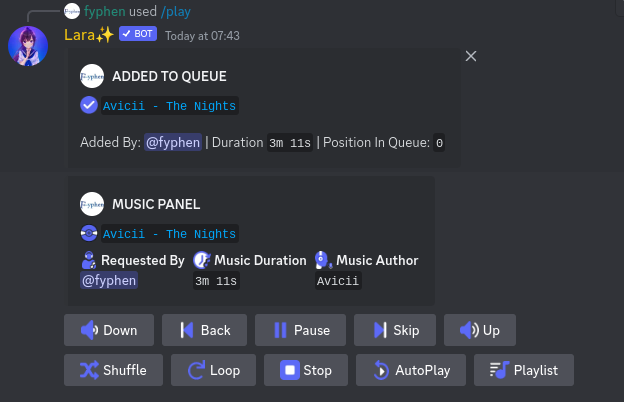 fyphen used /play
Lara✨ ✓ BOT Today at 07:43
fyphen ADDED TO QUEUE
Avicii - The Nights
Added By: @fyphen | Duration 3m 11s | Position In Queue: 0
fyphen MUSIC PANEL
Avicii - The Nights
Requested By Music Duration Music Author
@fyphen 3m 11s Avicii
Down Back Pause Skip Up
Shuffle Loop Stop AutoPlay Playlist